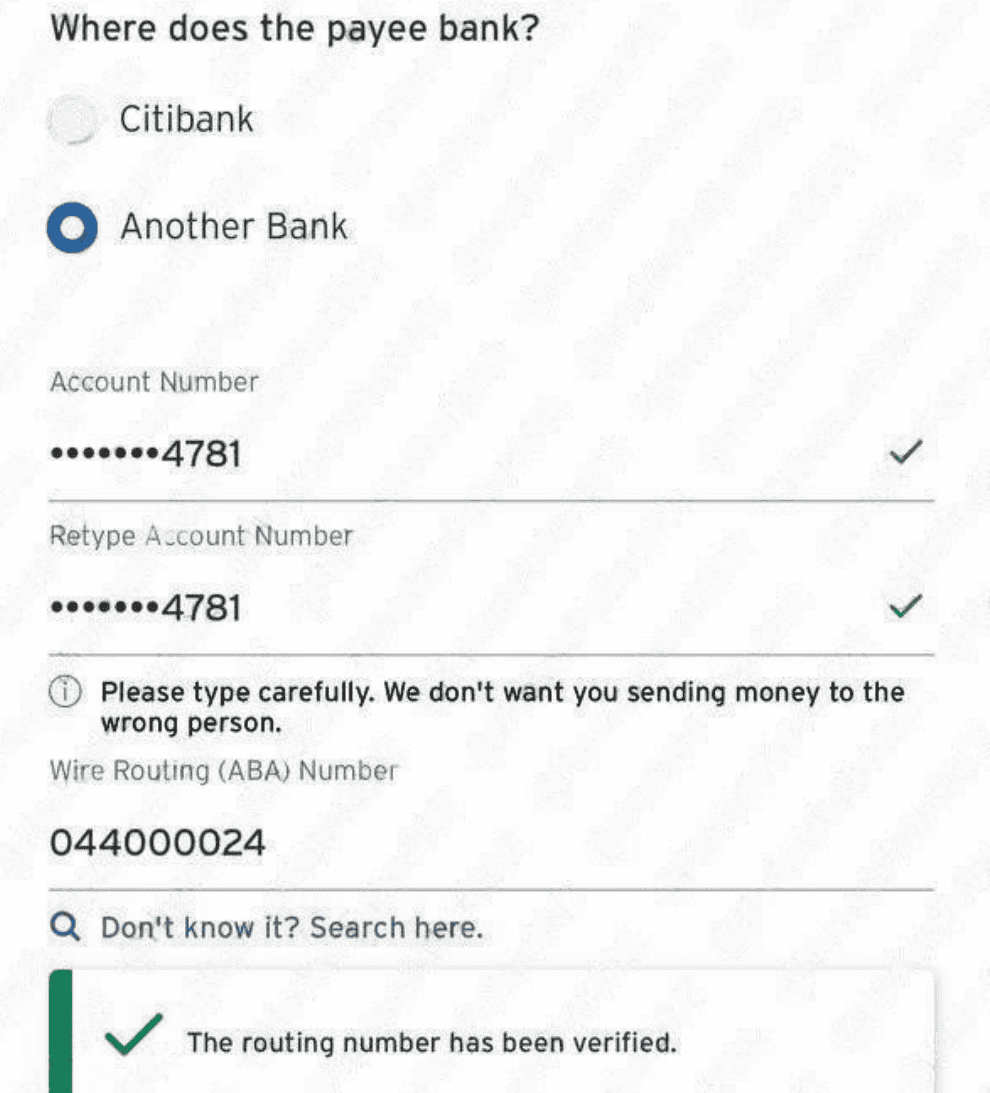 Where does the payee bank?
Citibank
Another Bank
Account Number
•••••••4781
Retype Account Number
•••••••4781
Please type carefully. We don't want you sending money to the
wrong person.
Wire Routing (ABA) Number
044000024
Don't know it? Search here.
The routing number has been verified.